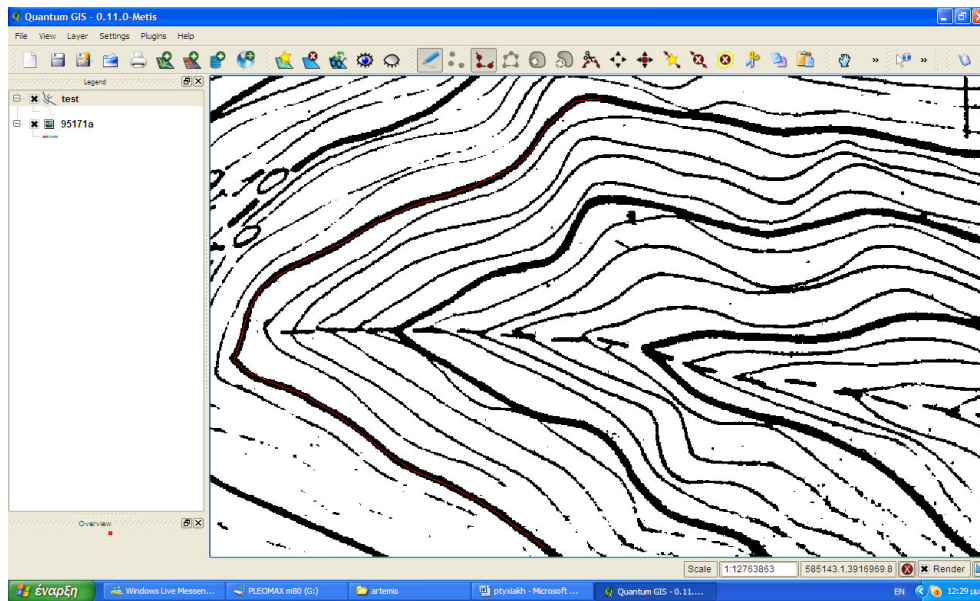 Quantum GIS - 0.11.0-Metis
File View Layer Settings Plugins Help
» »
Legend
test
95171a
Overview
Scale 1:12763863 585143.1,3916969.8 Render
έναρξη Windows Live Messen... PLEOMAX m80 (G:) artemis ptyxiakh - Microsoft ... Quantum GIS - 0.11.... EN 12:29 μμ